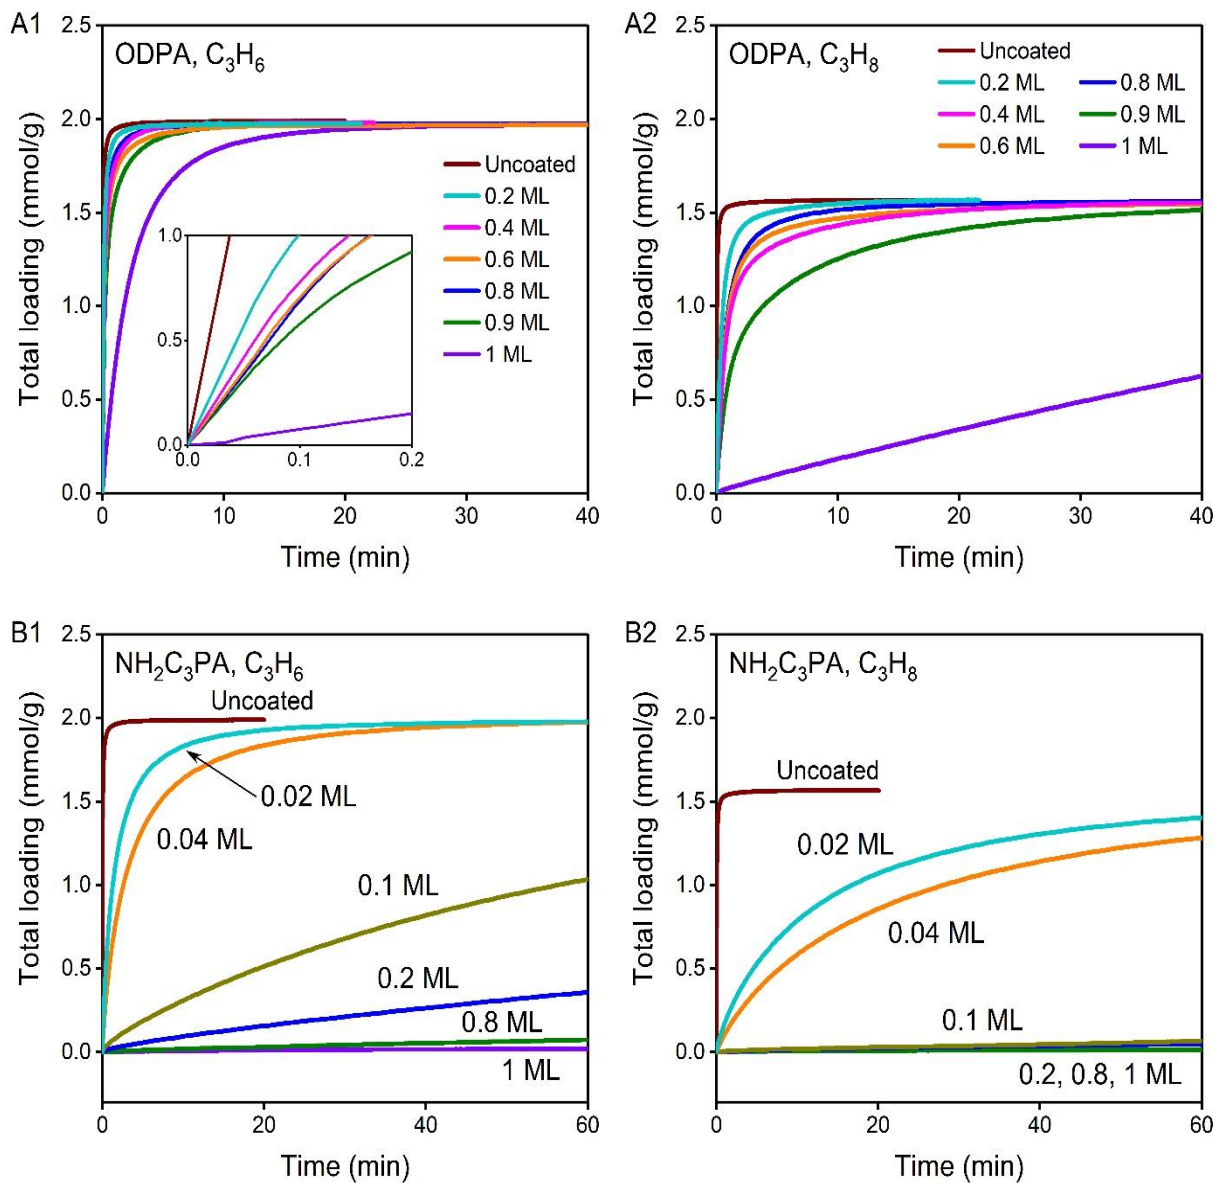 A1
ODPA, C₃H₆
Total loading (mmol/g)
2.5
2.0
1.5
1.0
0.5
0.0
Uncoated
0.2 ML
0.4 ML
0.6 ML
0.8 ML
0.9 ML
1 ML
1.0
0.5
0.0
0.0 0.1 0.2
0 10 20 30 40
Time (min)
A2
ODPA, C₃H₈
Total loading (mmol/g)
2.5
2.0
1.5
1.0
0.5
0.0
Uncoated
0.2 ML 0.8 ML
0.4 ML 0.9 ML
0.6 ML 1 ML
0 10 20 30 40
Time (min)
B1
NH₂C₃PA, C₃H₆
Total loading (mmol/g)
2.5
2.0
1.5
1.0
0.5
0.0
Uncoated
0.02 ML
0.04 ML
0.1 ML
0.2 ML
0.8 ML
1 ML
0 20 40 60
Time (min)
B2
NH₂C₃PA, C₃H₈
Total loading (mmol/g)
2.5
2.0
1.5
1.0
0.5
0.0
Uncoated
0.02 ML
0.04 ML
0.1 ML
0.2, 0.8, 1 ML
0 20 40 60
Time (min)